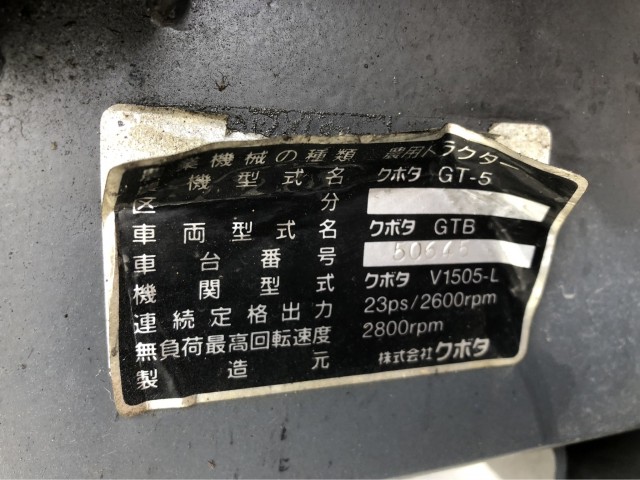 業機械の種類 農用トラクター
機型式名 クボタ GT-5
区分
車両型式名 クボタ GTB
車台番号
機関型式 クボタ V1505-L
連続定格出力 23ps/2600rpm
無負荷最高回転速度 2800rpm
製造元 株式会社クボタ